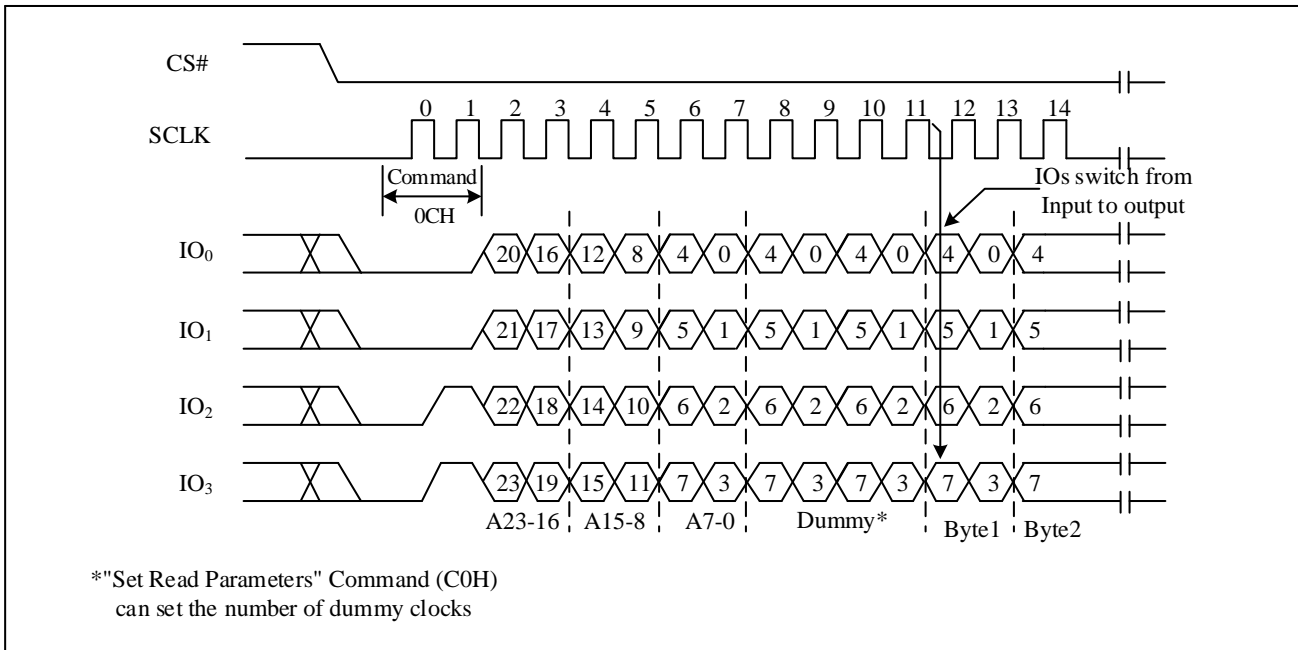 CS#
0 1 2 3 4 5 6 7 8 9 10 11 12 13 14
SCLK
Command
0CH
IOs switch from
Input to output
IO0 20 16 12 8 4 0 4 0 4 0 4 0 4
IO1 21 17 13 9 5 1 5 1 5 1 5 1 5
IO2 22 18 14 10 6 2 6 2 6 2 6 2 6
IO3 23 19 15 11 7 3 7 3 7 3 7 3 7
A23-16 A15-8 A7-0 Dummy* Byte1 Byte2
*"Set Read Parameters" Command (C0H)
can set the number of dummy clocks